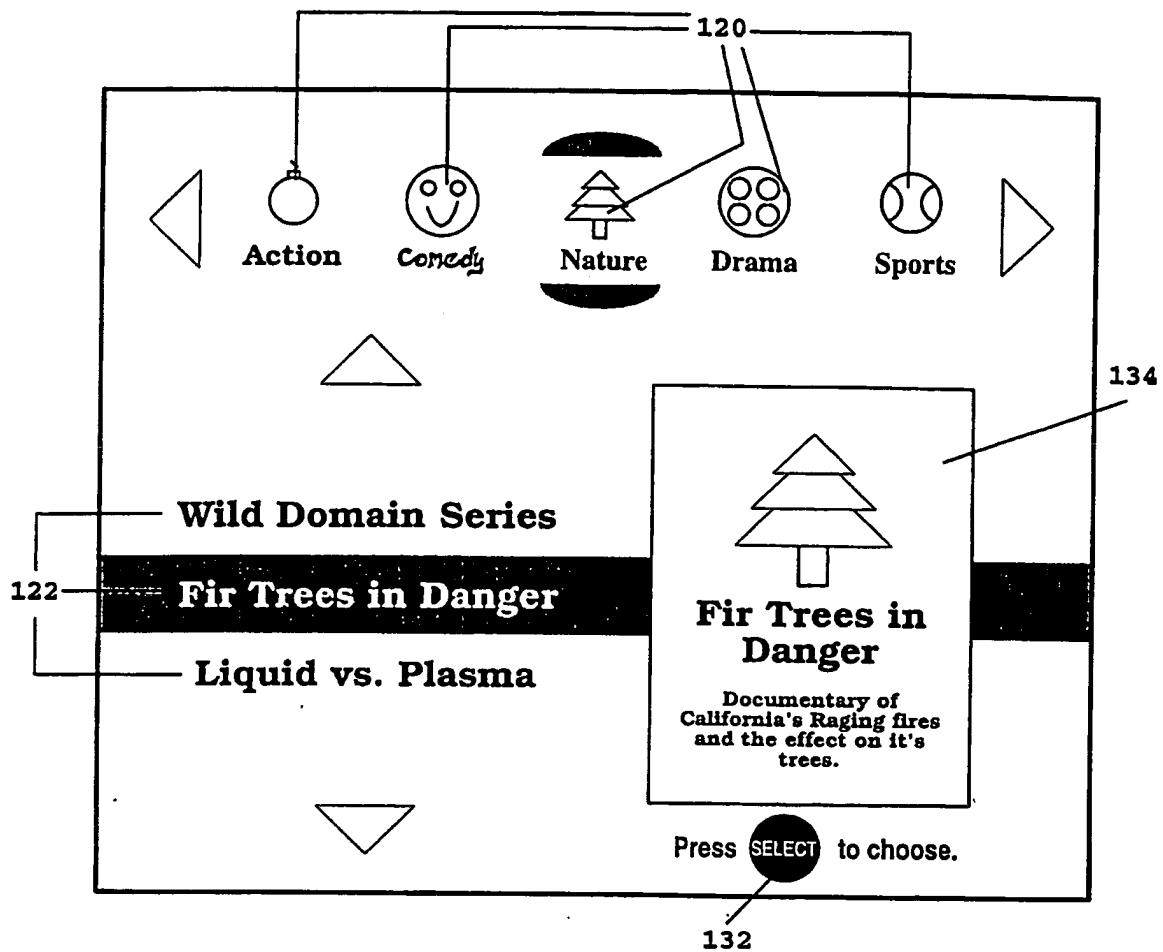 120
Action Comedy Nature Drama Sports
134
Wild Domain Series
122
Fir Trees in Danger
Liquid vs. Plasma
Fir Trees in
Danger
Documentary of
California's Raging fires
and the effect on it's
trees.
Press SELECT to choose.
132